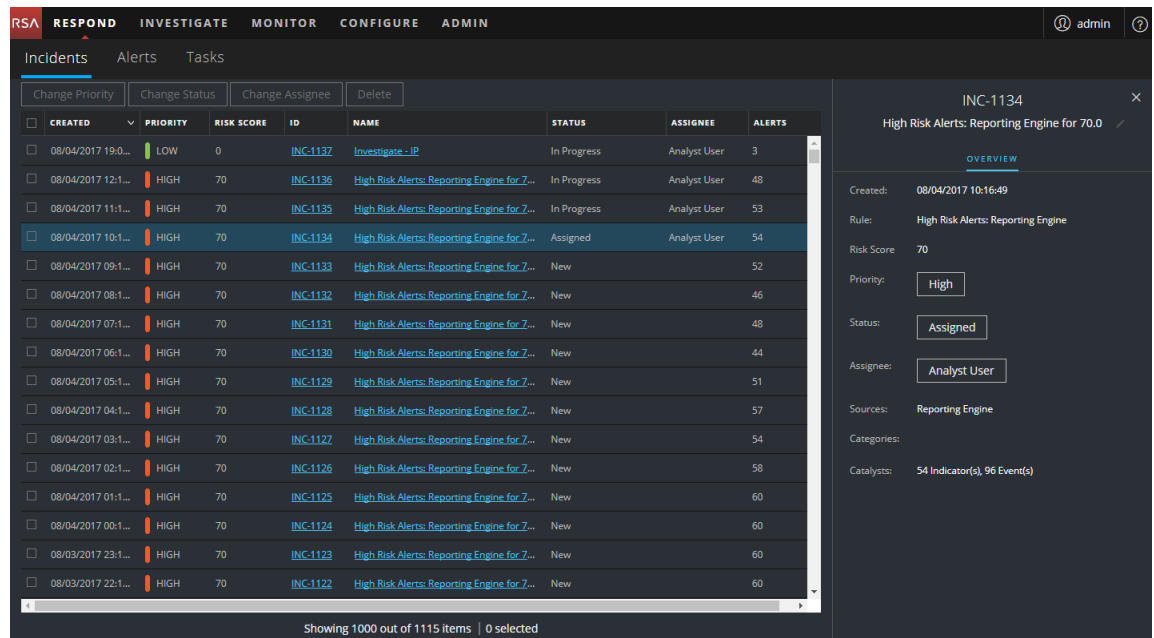 RSA RESPOND INVESTIGATE MONITOR CONFIGURE ADMIN admin ?
Incidents Alerts Tasks
Change Priority Change Status Change Assignee Delete
CREATED PRIORITY RISK SCORE ID NAME STATUS ASSIGNEE ALERTS
08/04/2017 19:0... LOW 0 INC-1137 Investigate - IP In Progress Analyst User 3
08/04/2017 12:1... HIGH 70 INC-1136 High Risk Alerts: Reporting Engine for 7... In Progress Analyst User 48
08/04/2017 11:1... HIGH 70 INC-1135 High Risk Alerts: Reporting Engine for 7... In Progress Analyst User 53
08/04/2017 10:1... HIGH 70 INC-1134 High Risk Alerts: Reporting Engine for 7... Assigned Analyst User 54
08/04/2017 09:1... HIGH 70 INC-1133 High Risk Alerts: Reporting Engine for 7... New 52
08/04/2017 08:1... HIGH 70 INC-1132 High Risk Alerts: Reporting Engine for 7... New 46
08/04/2017 07:1... HIGH 70 INC-1131 High Risk Alerts: Reporting Engine for 7... New 48
08/04/2017 06:1... HIGH 70 INC-1130 High Risk Alerts: Reporting Engine for 7... New 44
08/04/2017 05:1... HIGH 70 INC-1129 High Risk Alerts: Reporting Engine for 7... New 51
08/04/2017 04:1... HIGH 70 INC-1128 High Risk Alerts: Reporting Engine for 7... New 57
08/04/2017 03:1... HIGH 70 INC-1127 High Risk Alerts: Reporting Engine for 7... New 54
08/04/2017 02:1... HIGH 70 INC-1126 High Risk Alerts: Reporting Engine for 7... New 58
08/04/2017 01:1... HIGH 70 INC-1125 High Risk Alerts: Reporting Engine for 7... New 60
08/04/2017 00:1... HIGH 70 INC-1124 High Risk Alerts: Reporting Engine for 7... New 60
08/03/2017 23:1... HIGH 70 INC-1123 High Risk Alerts: Reporting Engine for 7... New 60
08/03/2017 22:1... HIGH 70 INC-1122 High Risk Alerts: Reporting Engine for 7... New 60
Showing 1000 out of 1115 items | 0 selected
INC-1134
High Risk Alerts: Reporting Engine for 70.0
OVERVIEW
Created: 08/04/2017 10:16:49
Rule: High Risk Alerts: Reporting Engine
Risk Score 70
Priority: High
Status: Assigned
Assignee: Analyst User
Sources: Reporting Engine
Categories:
Catalysts: 54 Indicator(s), 96 Event(s)